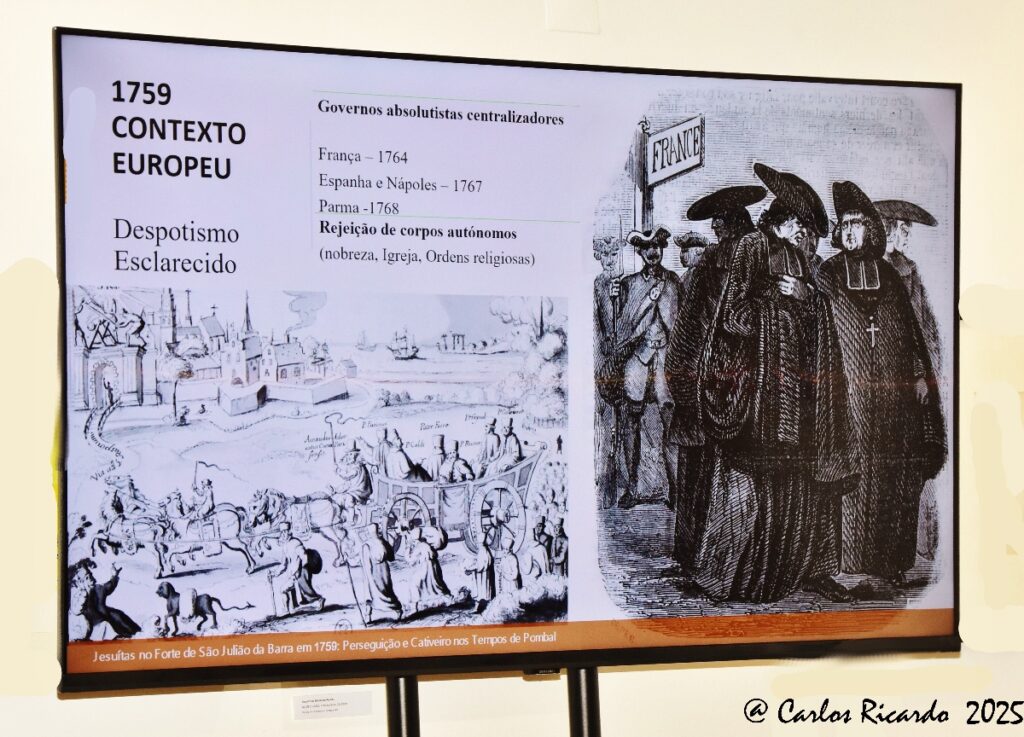 1759
CONTEXTO
EUROPEU
Despotismo
Esclarecido
Governos absolutistas centralizadores
França – 1764
Espanha e Nápoles – 1767
Parma -1768
Rejeição de corpos autónomos
(nobreza, Igreja, Ordens religiosas)
FRANCE
Jesuítas no Forte de São Julião da Barra em 1759: Perseguição e Cativeiro nos Tempos de Pombal
@ Carlos Ricardo 2025